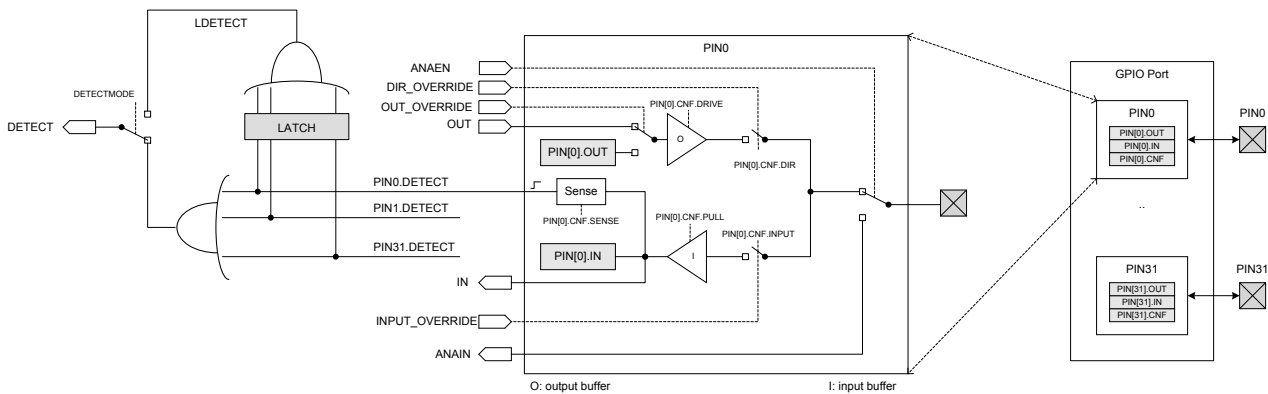 LDETECT
DETECTMODE
DETECT
LATCH
PIN0.DETECT
PIN1.DETECT
PIN31.DETECT
PIN0
ANAEN
DIR_OVERRIDE
OUT_OVERRIDE
OUT
PIN[0].CNF.DRIVE
O
PIN[0].OUT
PIN[0].CNF.DIR
Sense
PIN[0].CNF.SENSE
PIN[0].CNF.PULL
PIN[0].CNF.INPUT
PIN[0].IN
I
IN
INPUT_OVERRIDE
ANAIN
O: output buffer
I: input buffer
GPIO Port
PIN0
PIN[0].OUT
PIN[0].IN
PIN[0].CNF
PIN0
..
PIN31
PIN[31].OUT
PIN[31].IN
PIN[31].CNF
PIN31